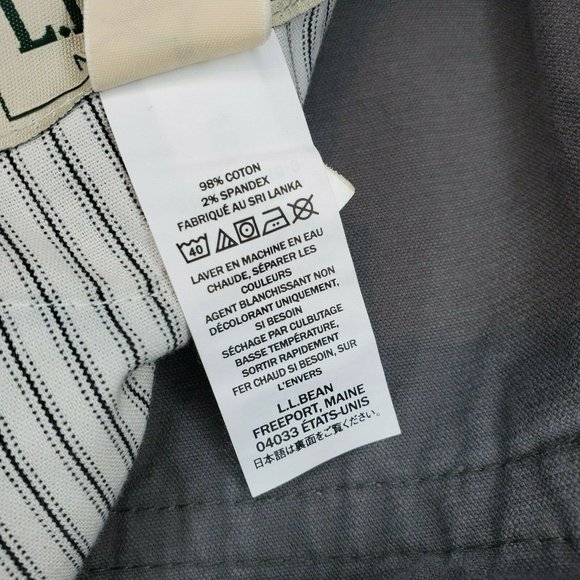 L.
98% COTON
2% SPANDEX
FABRIQUÉ AU SRI LANKA
40
LAVER EN MACHINE EN EAU
CHAUDE, SÉPARER LES
COULEURS
AGENT BLANCHISSANT NON
DÉCOLORANT UNIQUEMENT,
SI BESOIN
SÉCHAGE PAR CULBUTAGE
BASSE TEMPÉRATURE,
SORTIR RAPIDEMENT
FER CHAUD SI BESOIN, SUR
L'ENVERS
L.L.BEAN
FREEPORT, MAINE
04033 ÉTATS-UNIS
日本語は裏面をご覧ください。